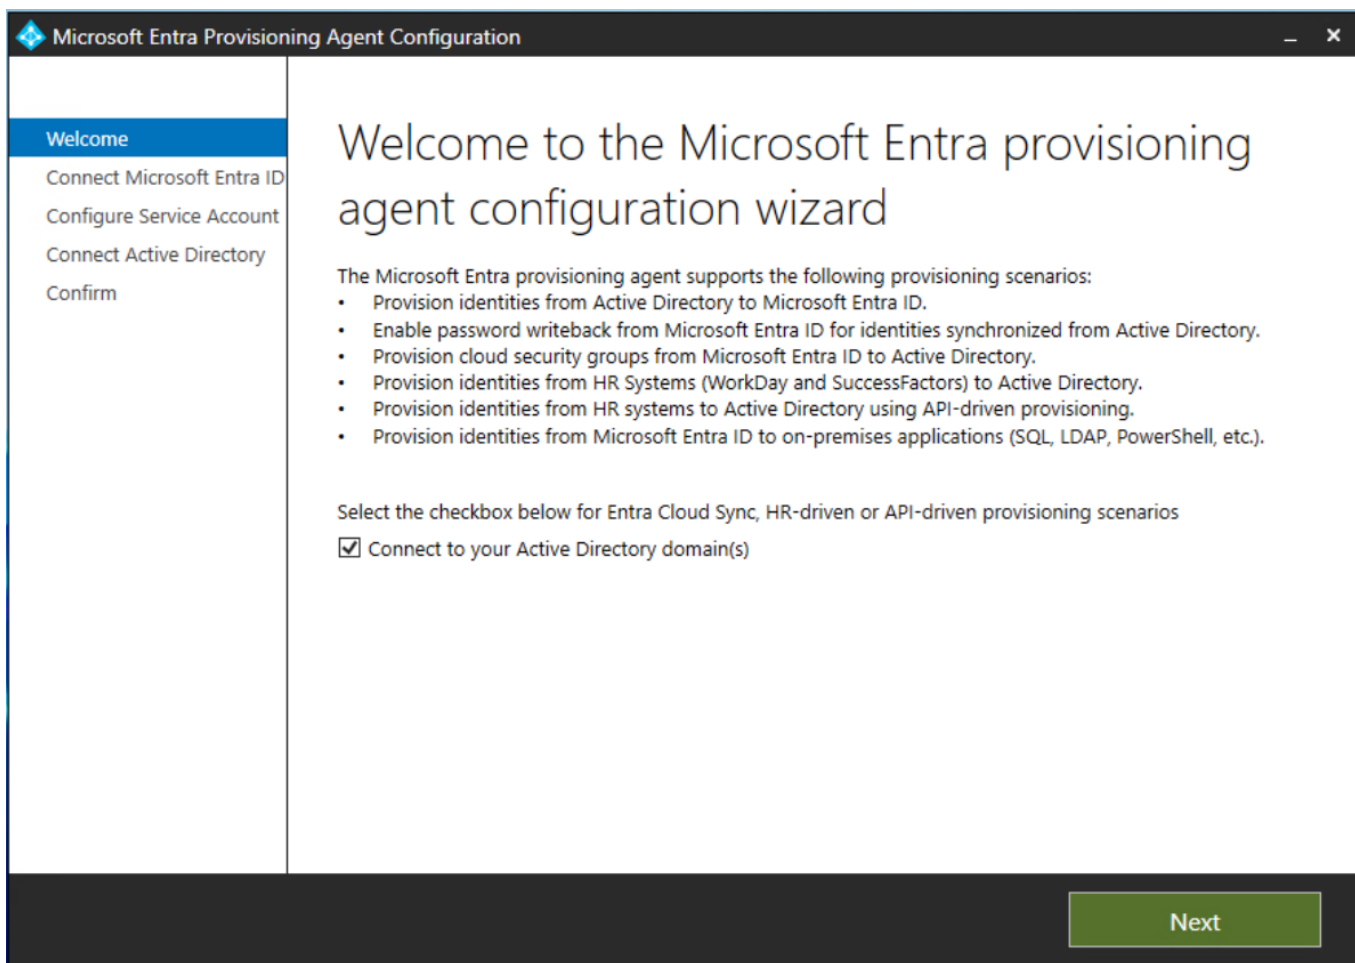 Microsoft Entra Provisioning Agent Configuration
Welcome
Connect Microsoft Entra ID
Configure Service Account
Connect Active Directory
Confirm
Welcome to the Microsoft Entra provisioning
agent configuration wizard
The Microsoft Entra provisioning agent supports the following provisioning scenarios:
• Provision identities from Active Directory to Microsoft Entra ID.
• Enable password writeback from Microsoft Entra ID for identities synchronized from Active Directory.
• Provision cloud security groups from Microsoft Entra ID to Active Directory.
• Provision identities from HR Systems (WorkDay and SuccessFactors) to Active Directory.
• Provision identities from HR systems to Active Directory using API-driven provisioning.
• Provision identities from Microsoft Entra ID to on-premises applications (SQL, LDAP, PowerShell, etc.).
Select the checkbox below for Entra Cloud Sync, HR-driven or API-driven provisioning scenarios
Connect to your Active Directory domain(s)
Next